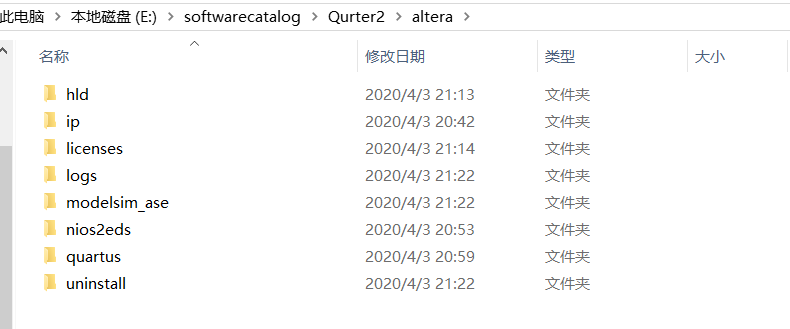 此电脑 > 本地磁盘 (E:) > softwarecatalog > Qurter2 > altera >
名称 修改日期 类型 大小
hld 2020/4/3 21:13 文件夹
ip 2020/4/3 20:42 文件夹
licenses 2020/4/3 21:14 文件夹
logs 2020/4/3 21:22 文件夹
modelsim_ase 2020/4/3 21:22 文件夹
nios2eds 2020/4/3 20:53 文件夹
quartus 2020/4/3 20:59 文件夹
uninstall 2020/4/3 21:22 文件夹